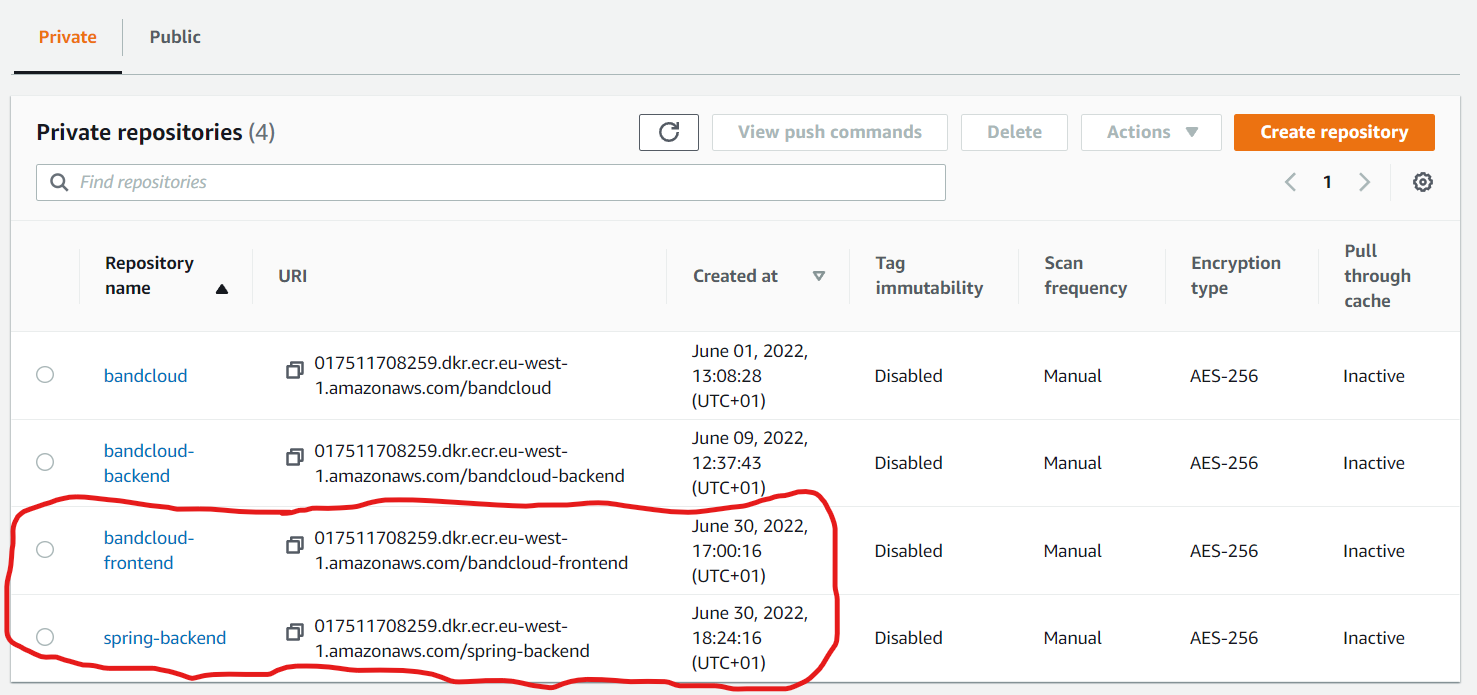 Private
Public
Private repositories (4)
View push commands
Delete
Actions
Create repository
Find repositories
1
Repository
name
URI
Created at
Tag
immutability
Scan
frequency
Encryption
type
Pull
through
cache
bandcloud
017511708259.dkr.ecr.eu-west-
1.amazonaws.com/bandcloud
June 01, 2022,
13:08:28
(UTC+01)
Disabled
Manual
AES-256
Inactive
bandcloud-
backend
017511708259.dkr.ecr.eu-west-
1.amazonaws.com/bandcloud-backend
June 09, 2022,
12:37:43
(UTC+01)
Disabled
Manual
AES-256
Inactive
bandcloud-
frontend
017511708259.dkr.ecr.eu-west-
1.amazonaws.com/bandcloud-frontend
June 30, 2022,
17:00:16
(UTC+01)
Disabled
Manual
AES-256
Inactive
spring-backend
017511708259.dkr.ecr.eu-west-
1.amazonaws.com/spring-backend
June 30, 2022,
18:24:16
(UTC+01)
Disabled
Manual
AES-256
Inactive